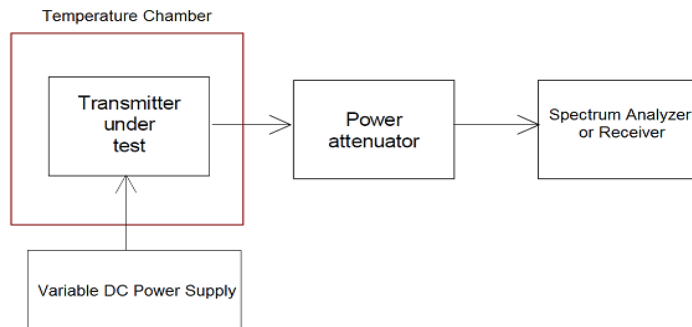 Temperature Chamber
Transmitter
under
test
Power
attenuator
Spectrum Analyzer
or Receiver
Variable DC Power Supply